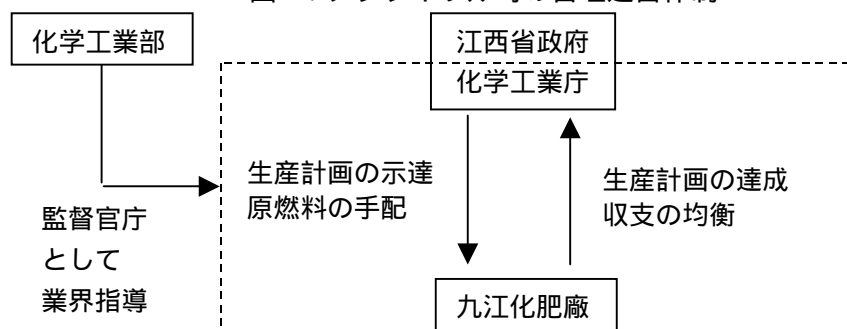 化学工業部
江西省政府
化学工業庁
生産計画の示達
原燃料の手配
生産計画の達成
収支の均衡
監督官庁
として
業界指導
九江化肥廠